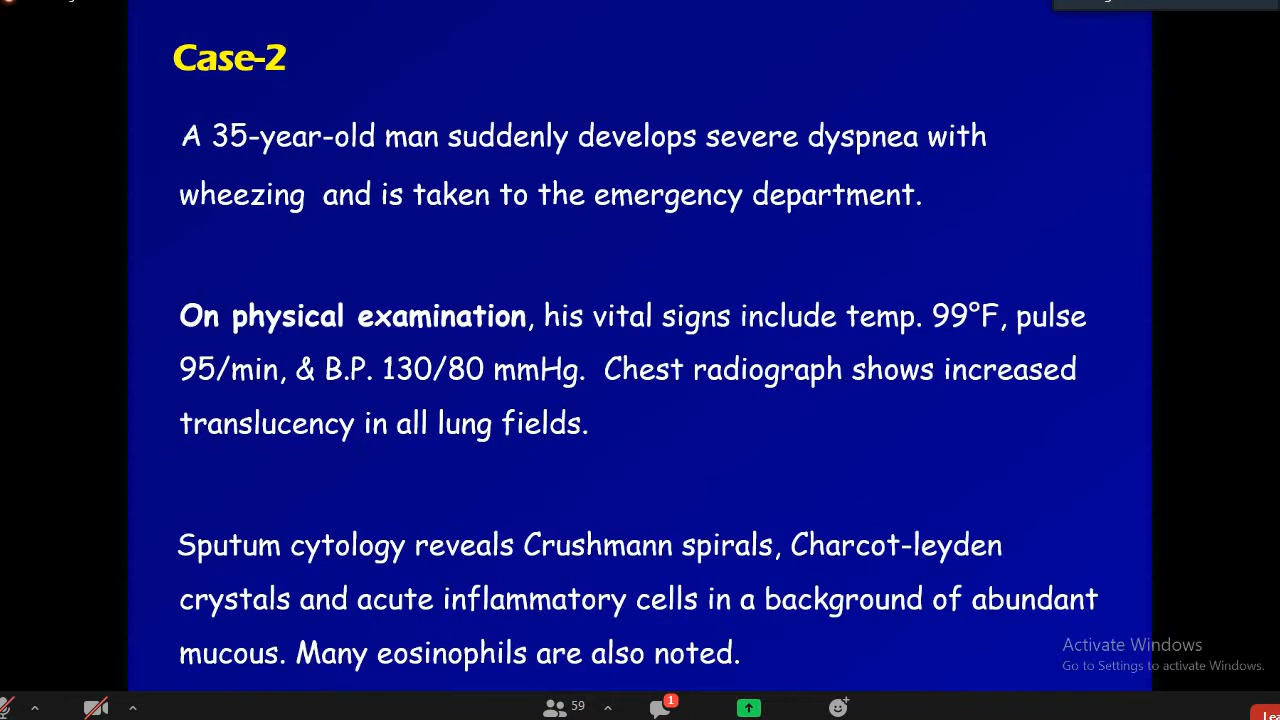 Case-2
A 35-year-old man suddenly develops severe dyspnea with
wheezing and is taken to the emergency department.
On physical examination, his vital signs include temp. 99°F, pulse
95/min, & B.P. 130/80 mmHg. Chest radiograph shows increased
translucency in all lung fields.
Sputum cytology reveals Crushmann spirals, Charcot-leyden
crystals and acute inflammatory cells in a background of abundant
mucous. Many eosinophils are also noted.
Activate Windows
Go to Settings to activate Windows.
59
1